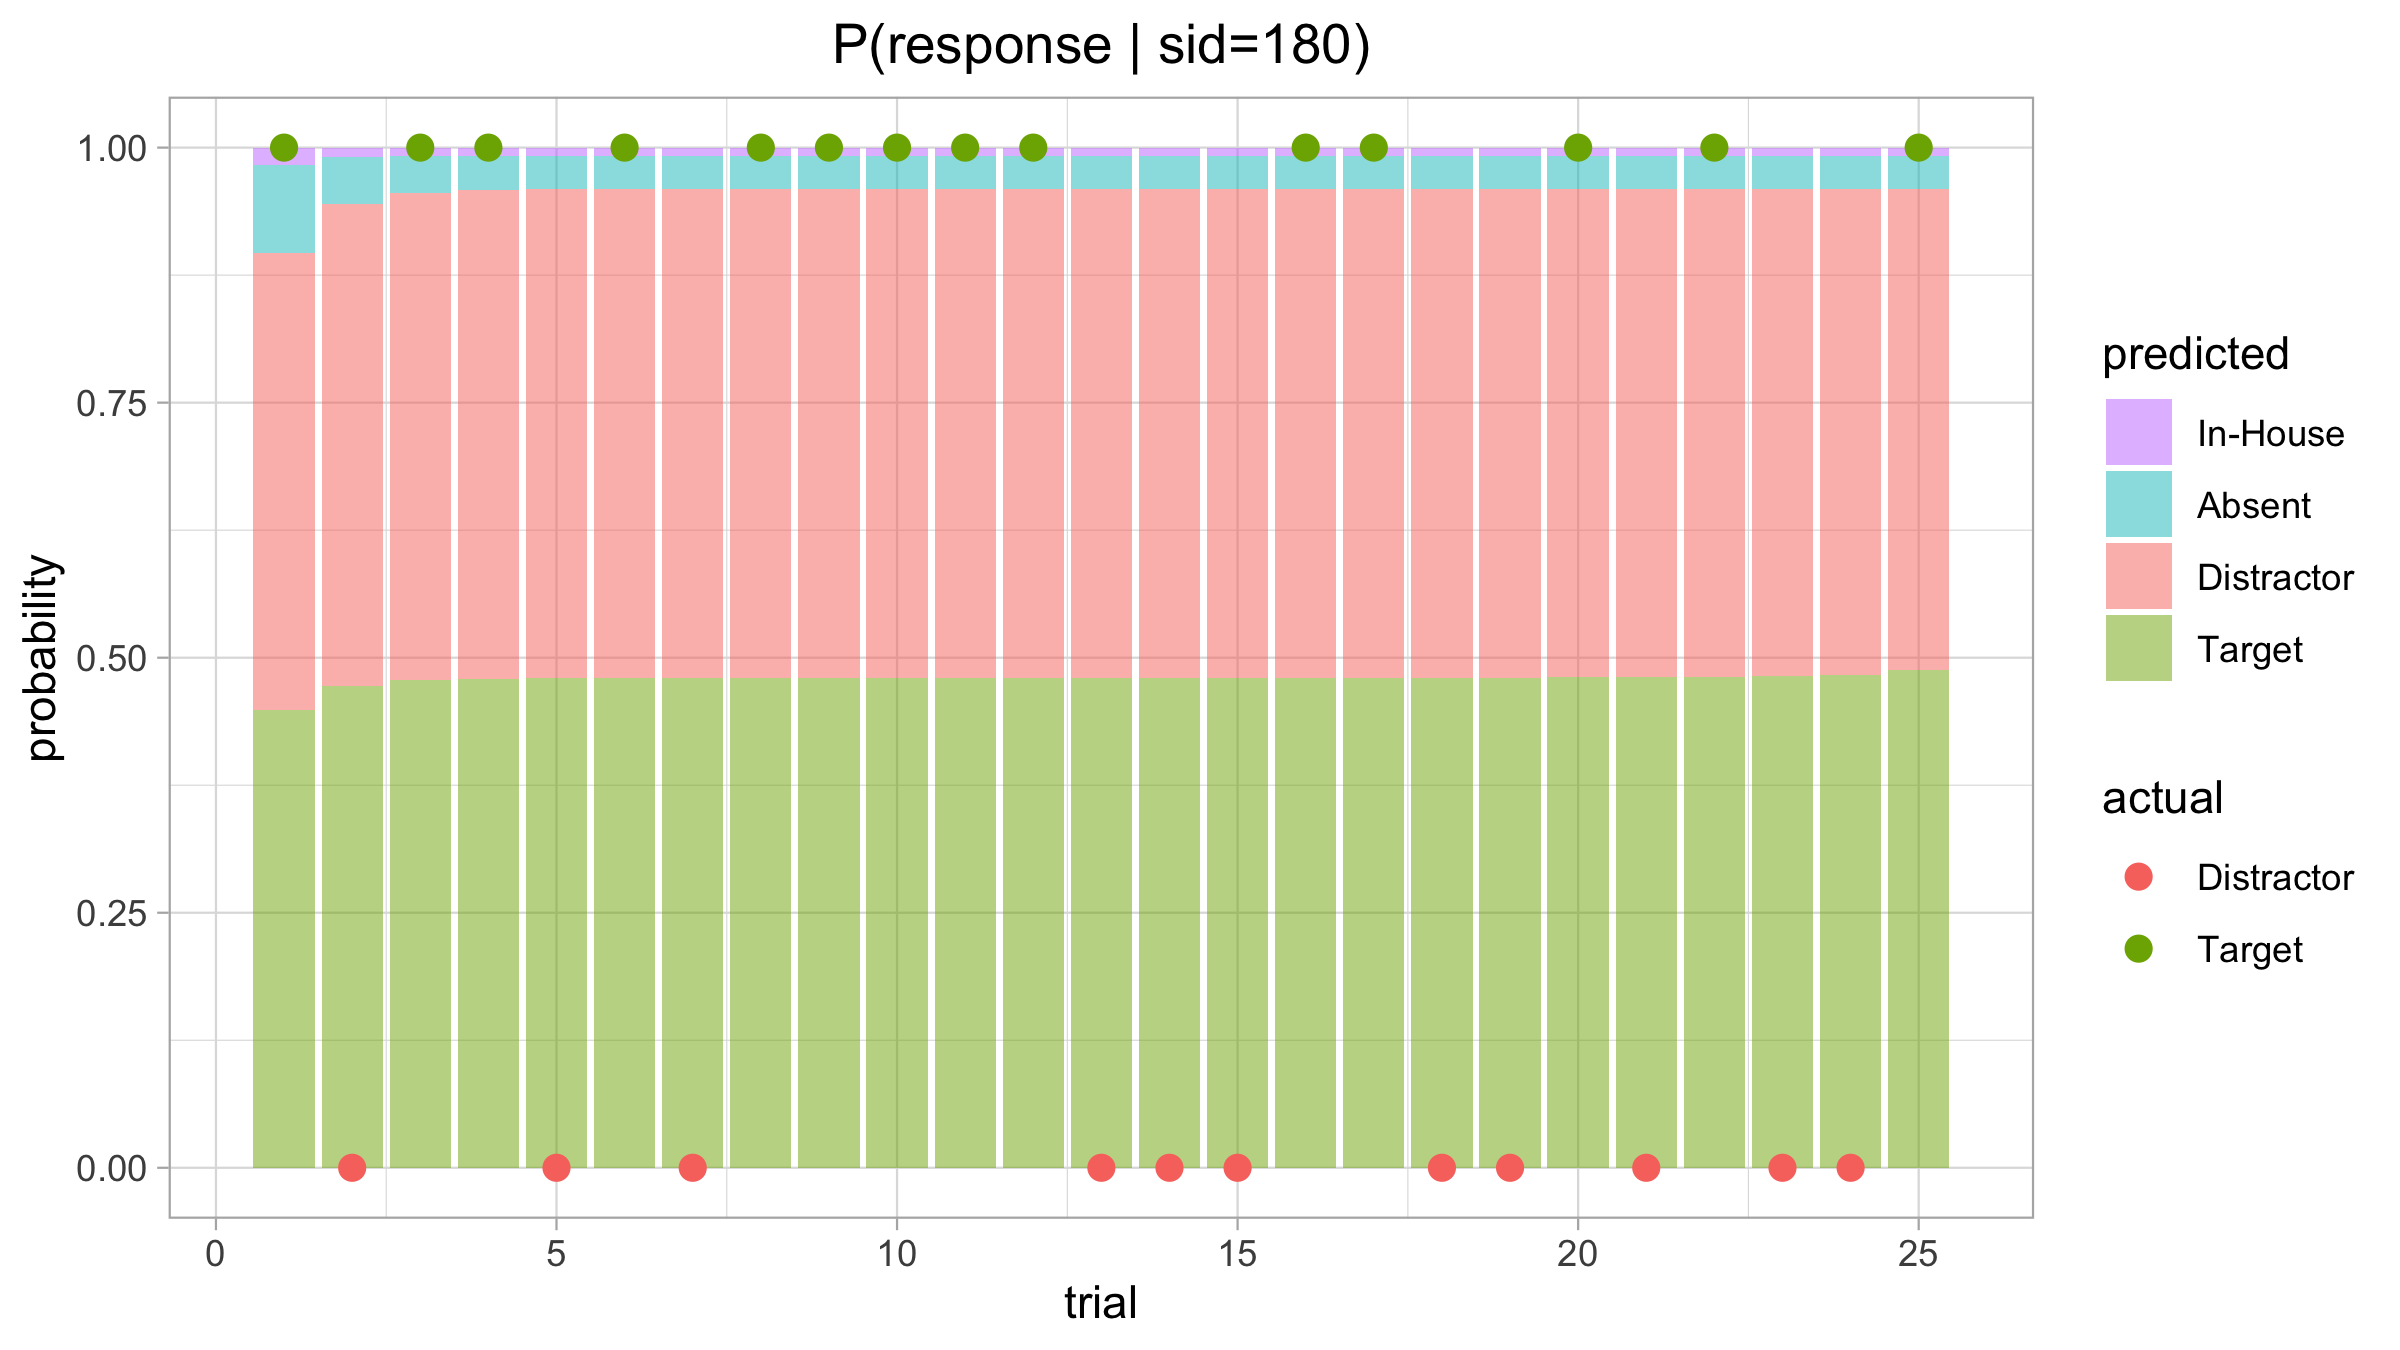 P(response | sid=180)
1.00
0.75
0.50
0.25
0.00
probability
0 5 10 15 20 25
trial
predicted
In-House
Absent
Distractor
Target
actual
Distractor
Target